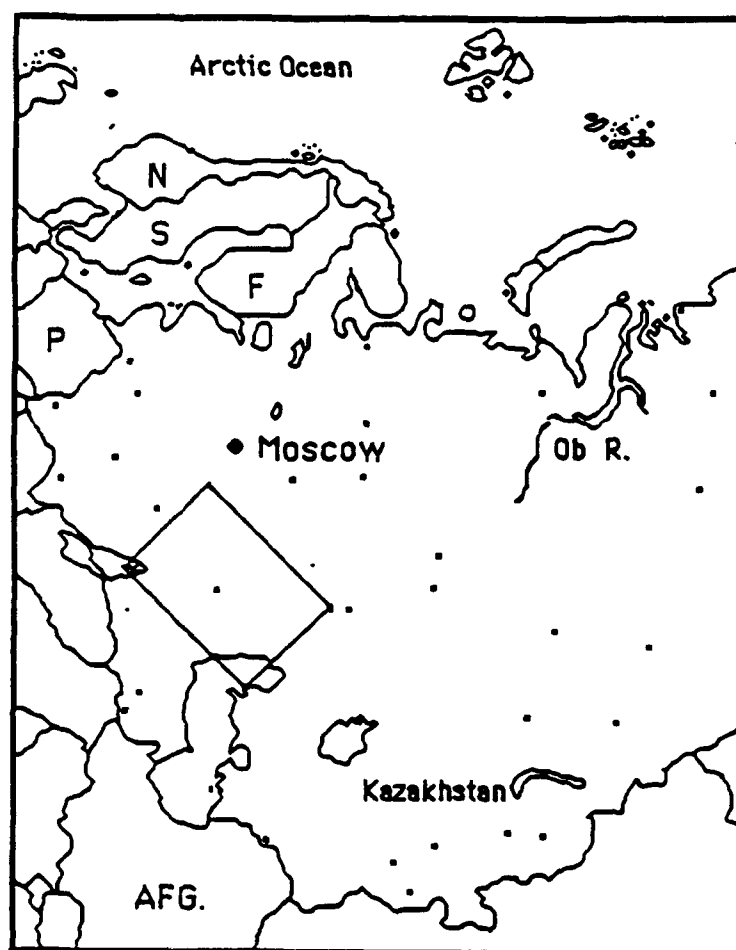 Arctic Ocean
N
S
F
P
Moscow
Ob R.
Kazakhstan
AFG.